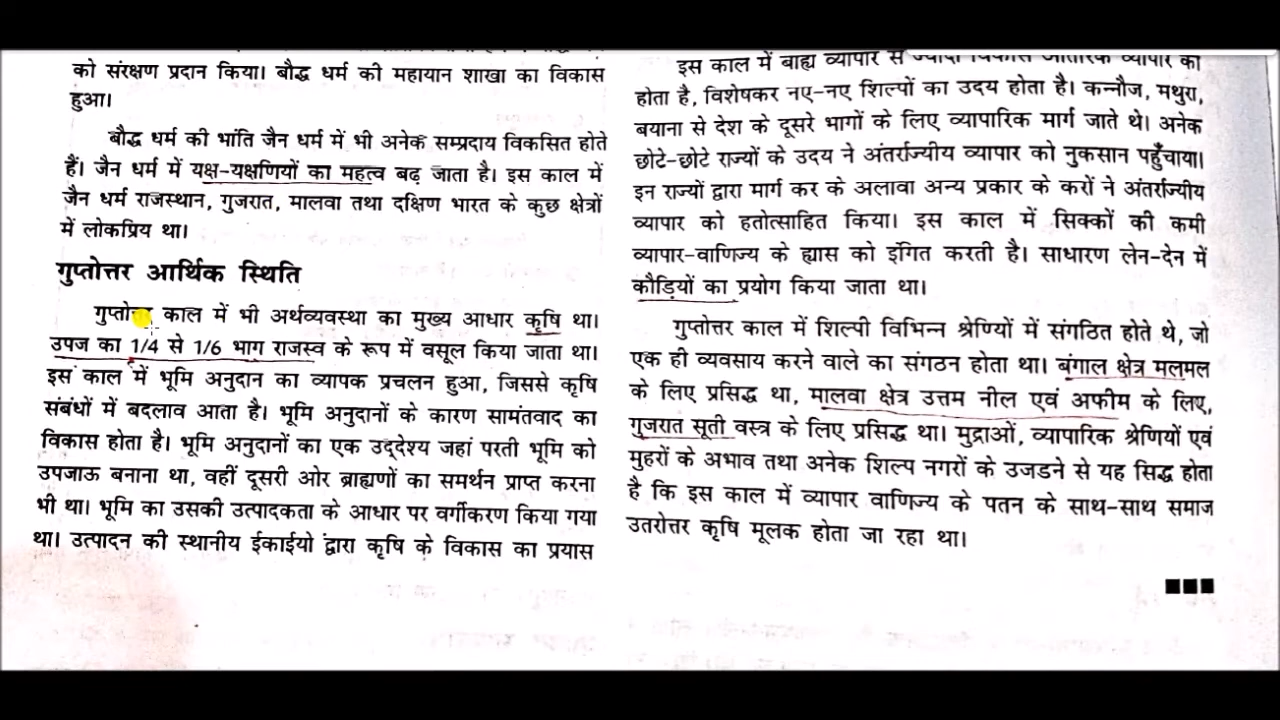 को संरक्षण प्रदान किया। बौद्ध धर्म की महायान शाखा का विकास
हुआ।
बौद्ध धर्म की भांति जैन धर्म में भी अनेक सम्प्रदाय विकसित होते
हैं। जैन धर्म में यक्ष-यक्षणियों का महत्व बढ़ जाता है। इस काल में
जैन धर्म राजस्थान, गुजरात, मालवा तथा दक्षिण भारत के कुछ क्षेत्रों
में लोकप्रिय था।
गुप्तोत्तर आर्थिक स्थिति
गुप्तोत्तर काल में भी अर्थव्यवस्था का मुख्य आधार कृषि था।
उपज का 1/4 से 1/6 भाग राजस्व के रूप में वसूल किया जाता था।
इस काल में भूमि अनुदान का व्यापक प्रचलन हुआ, जिससे कृषि
संबंधों में बदलाव आता है। भूमि अनुदानों के कारण सामंतवाद का
विकास होता है। भूमि अनुदानों का एक उद्देश्य जहां परती भूमि को
उपजाऊ बनाना था, वहीं दूसरी ओर ब्राह्मणों का समर्थन प्राप्त करना
भी था। भूमि का उसकी उत्पादकता के आधार पर वर्गीकरण किया गया
था। उत्पादन की स्थानीय ईकाईयो द्वारा कृषि के विकास का प्रयास
इस काल में बाह्य व्यापार से ज्यादा विकास आंतरिक व्यापार का
होता है, विशेषकर नए-नए शिल्पों का उदय होता है। कन्नौज, मथुरा,
बयाना से देश के दूसरे भागों के लिए व्यापारिक मार्ग जाते थे। अनेक
छोटे-छोटे राज्यों के उदय ने अंतर्राज्यीय व्यापार को नुकसान पहुँचाया।
इन राज्यों द्वारा मार्ग कर के अलावा अन्य प्रकार के करों ने अंतर्राज्यीय
व्यापार को हतोत्साहित किया। इस काल में सिक्कों की कमी
व्यापार-वाणिज्य के ह्यास को इंगित करती है। साधारण लेन-देन में
कौड़ियों का प्रयोग किया जाता था।
गुप्तोत्तर काल में शिल्पी विभिन्न श्रेण्यिों में संगठित होते थे, जो
एक ही व्यवसाय करने वाले का संगठन होता था। बंगाल क्षेत्र मलमल
के लिए प्रसिद्ध था, मालवा क्षेत्र उत्तम नील एवं अफीम के लिए,
गुजरात सूती वस्त्र के लिए प्रसिद्ध था। मुद्राओं, व्यापारिक श्रेणियों एवं
मुहरों के अभाव तथा अनेक शिल्प नगरों के उजडने से यह सिद्ध होता
है कि इस काल में व्यापार वाणिज्य के पतन के साथ-साथ समाज
उतरोत्तर कृषि मूलक होता जा रहा था।